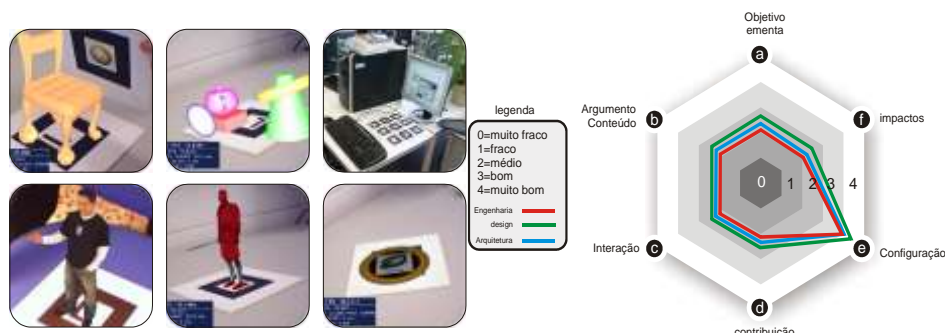 legenda
0=muito fraco
1=fraco
2=médio
3=bom
4=muito bom
Engenharia
design
Arquitetura
Objetivo
ementa
a
Argumento
Conteúdo
b
f
impactos
0 1 2 3 4
Interação
c
e
Configuração
d
contribuição